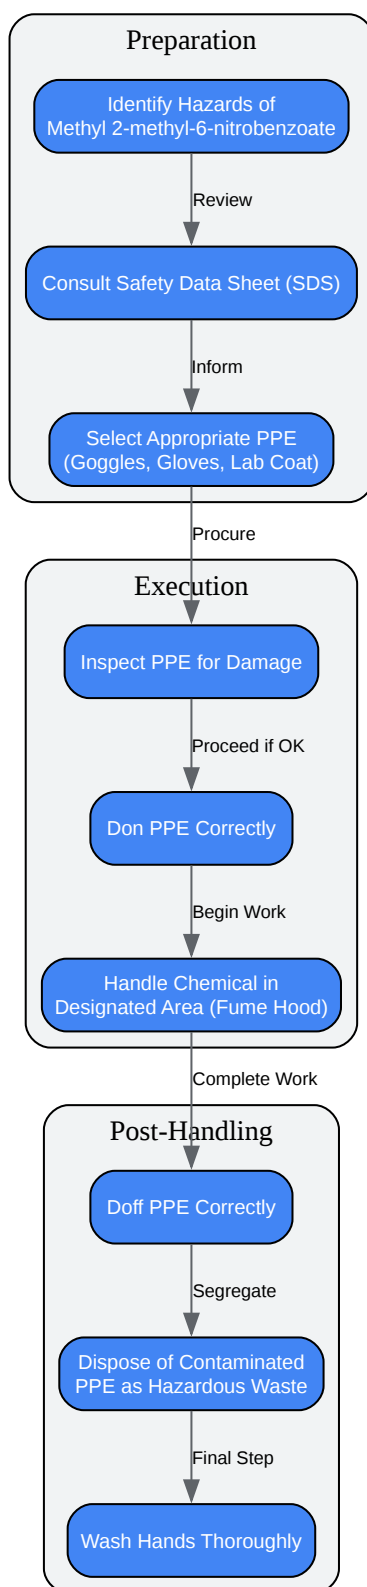 Preparation
Identify Hazards of
Methyl 2-methyl-6-nitrobenzoate
Review
Consult Safety Data Sheet (SDS)
Inform
Select Appropriate PPE
(Goggles, Gloves, Lab Coat)
Procure
Execution
Inspect PPE for Damage
Proceed if OK
Don PPE Correctly
Begin Work
Handle Chemical in
Designated Area (Fume Hood)
Complete Work
Post-Handling
Doff PPE Correctly
Segregate
Dispose of Contaminated
PPE as Hazardous Waste
Final Step
Wash Hands Thoroughly